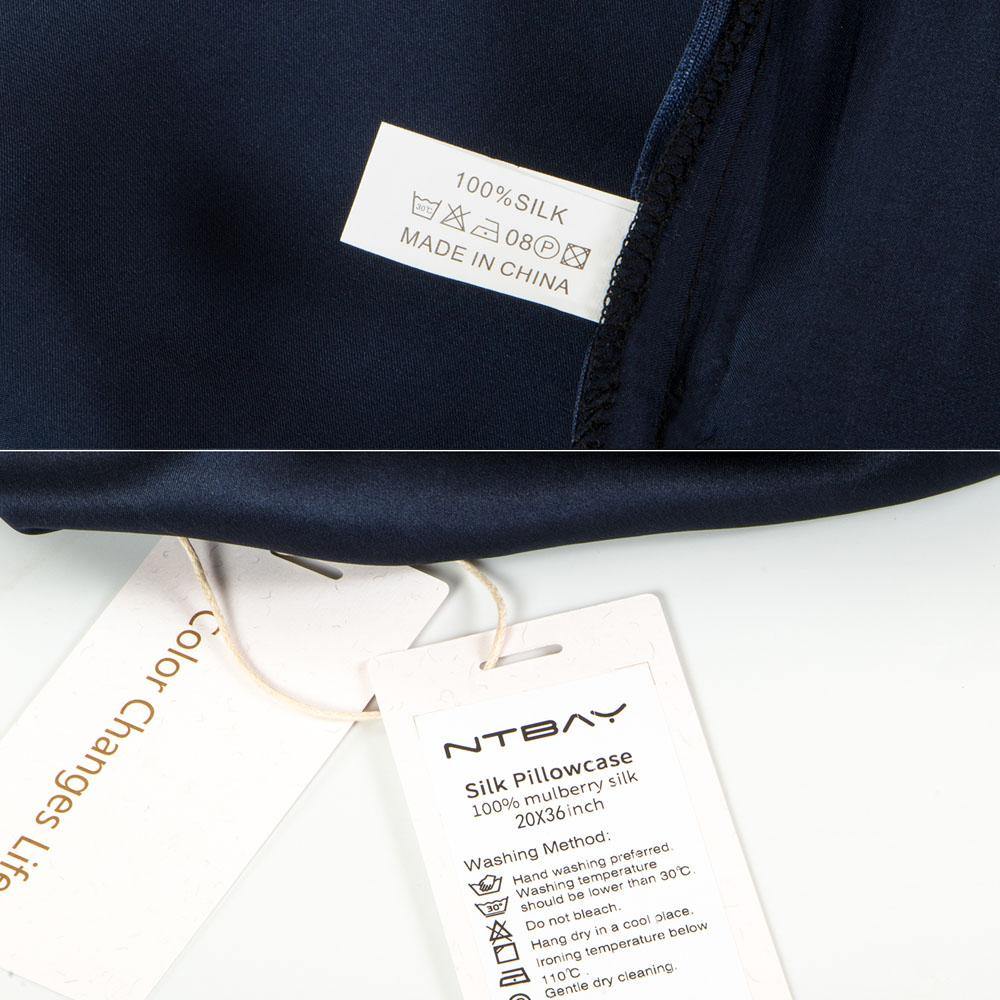 100%SILK
30℃ 08 P
MADE IN CHINA
Color Changes Life
NTBAY
Silk Pillowcase
100% mulberry silk
20X36inch
Washing Method:
Hand washing preferred.
Washing temperature
30° should be lower than 30℃.
Do not bleach.
Hang dry in a cool place.
Ironing temperature below
110℃.
P Gentle dry cleaning.